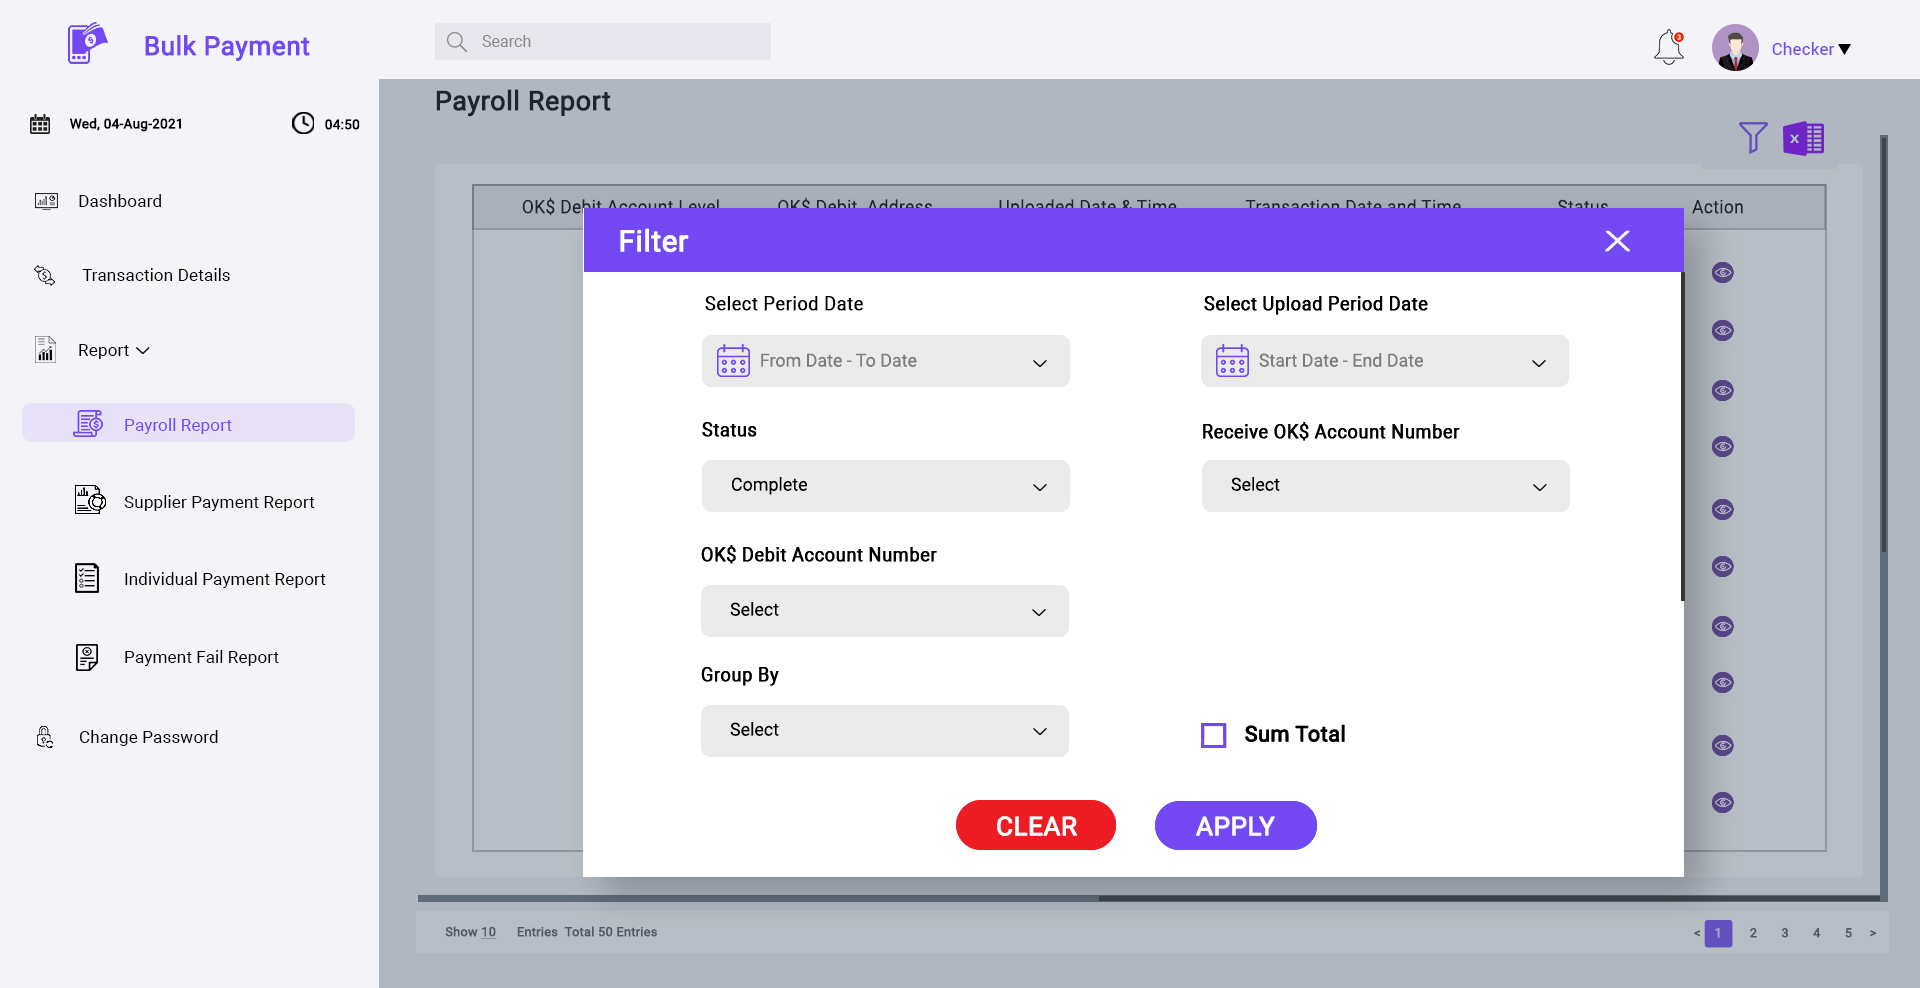 Bulk Payment
Search
3
Checker
Wed, 04-Aug-2021
04:50
Payroll Report
Dashboard
Transaction Details
Report
Payroll Report
Supplier Payment Report
Individual Payment Report
Payment Fail Report
Change Password
OK$ Debit Account Level OK$ Debit Address Uploaded Date & Time Transaction Date and Time Status Action
Filter
Select Period Date
Select Upload Period Date
From Date - To Date
Start Date - End Date
Status
Receive OK$ Account Number
Complete
Select
OK$ Debit Account Number
Select
Group By
Select
Sum Total
CLEAR
APPLY
Show 10 Entries Total 50 Entries
< 1 2 3 4 5 >